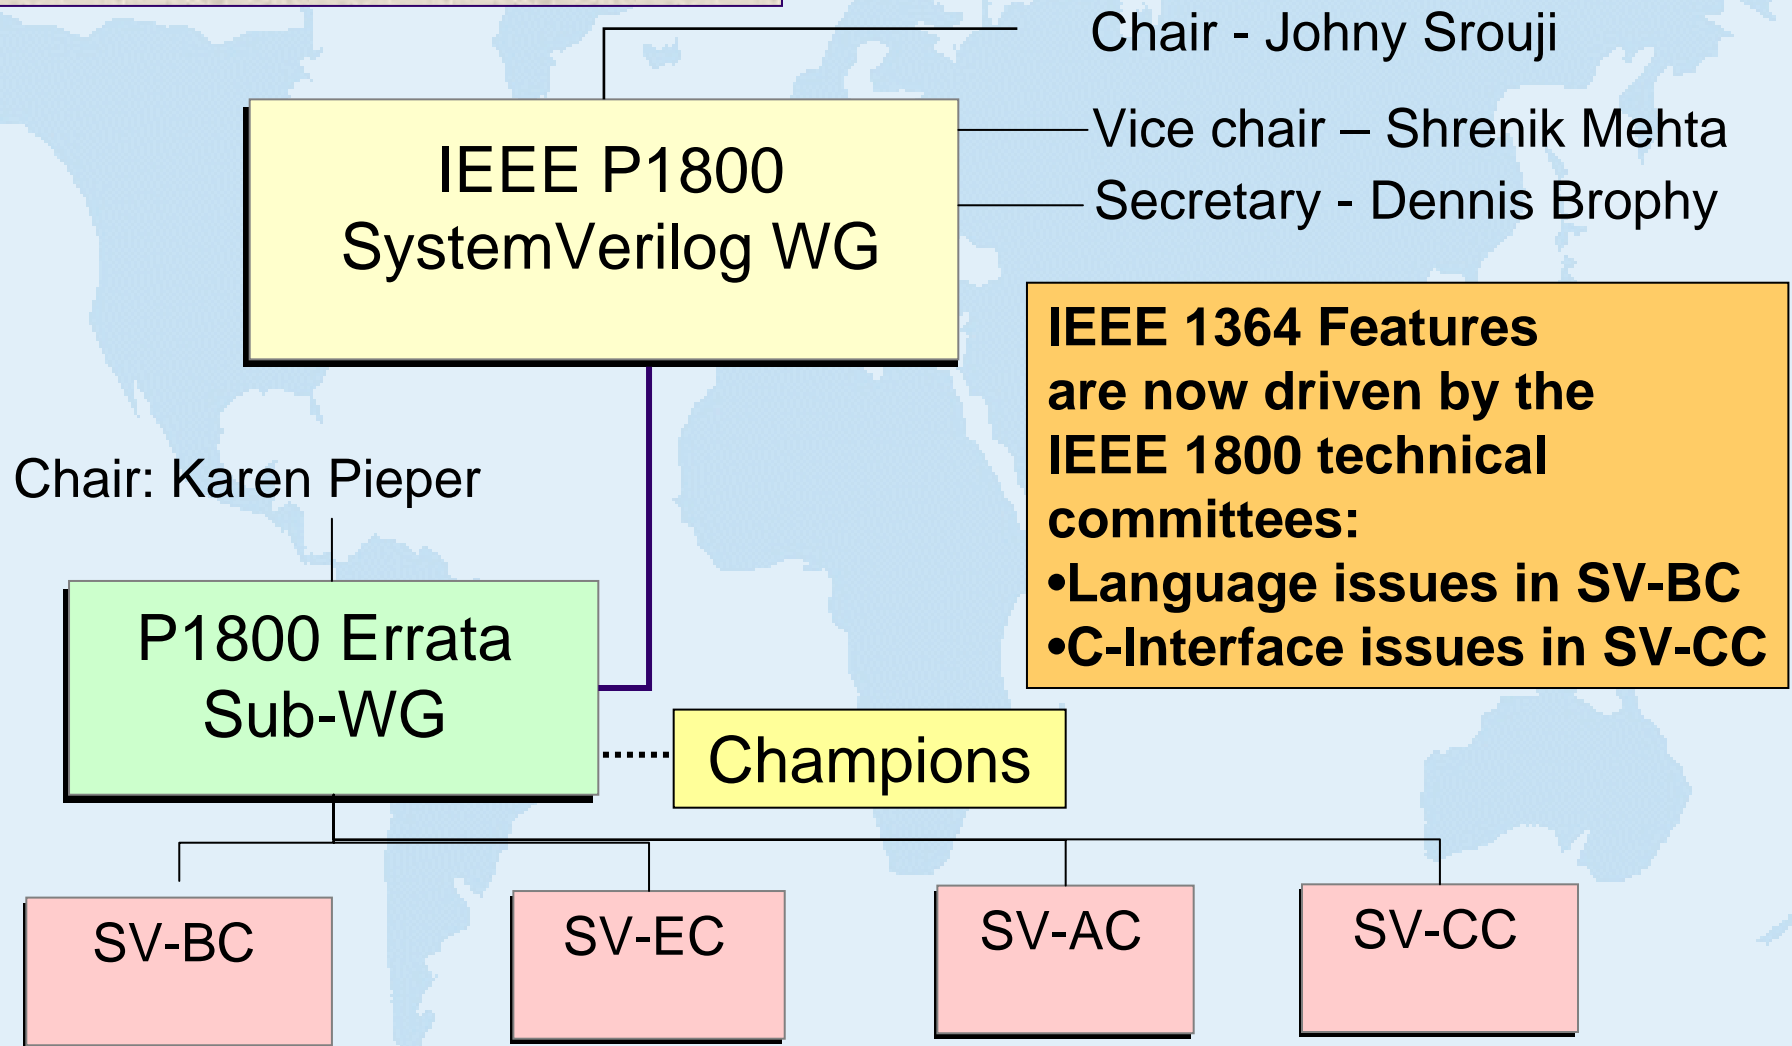 Chair - Johny Srouji
IEEE P1800
SystemVerilog WG
Vice chair – Shrenik Mehta
Secretary - Dennis Brophy
IEEE 1364 Features
are now driven by the
IEEE 1800 technical
committees:
•Language issues in SV-BC
•C-Interface issues in SV-CC
Chair: Karen Pieper
P1800 Errata
Sub-WG
Champions
SV-BC
SV-EC
SV-AC
SV-CC